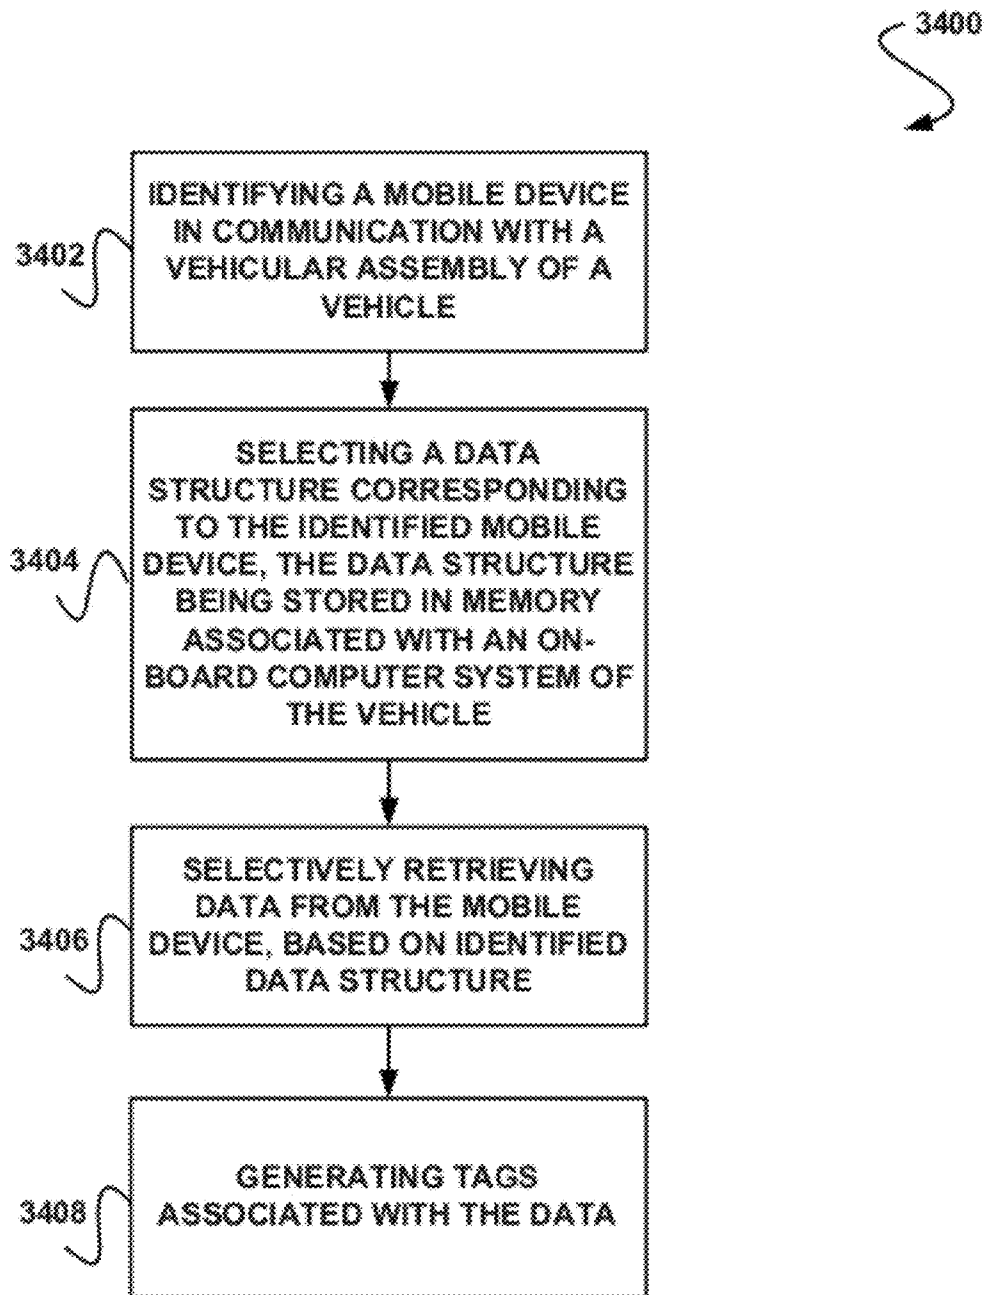 3400
IDENTIFYING A MOBILE DEVICE
IN COMMUNICATION WITH A
VEHICULAR ASSEMBLY OF A
VEHICLE
3402
SELECTING A DATA
STRUCTURE CORRESPONDING
TO THE IDENTIFIED MOBILE
DEVICE, THE DATA STRUCTURE
BEING STORED IN MEMORY
ASSOCIATED WITH AN ON-
BOARD COMPUTER SYSTEM OF
THE VEHICLE
3404
SELECTIVELY RETRIEVING
DATA FROM THE MOBILE
DEVICE, BASED ON IDENTIFIED
DATA STRUCTURE
3406
GENERATING TAGS
ASSOCIATED WITH THE DATA
3408